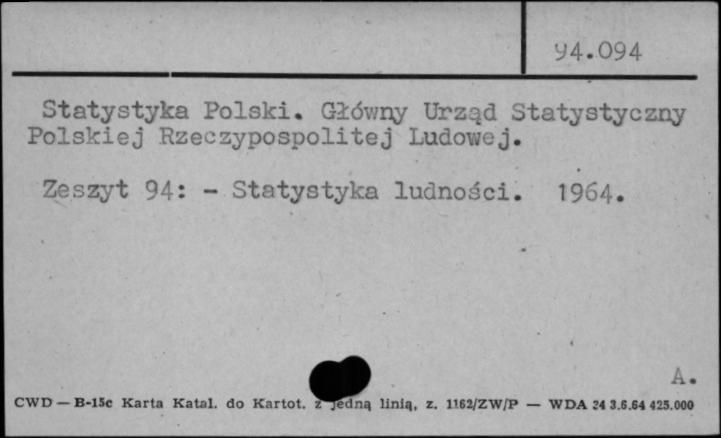 94.094
Statystyka Polski. Główny Urząd Statystyczny
Polskiej Rzeczypospolitej Ludowej.
Zeszyt 94: - Statystyka ludności. 1964.
A.
CWD — B-15c Karta Katal. do Kartot. z jedną linią, z. 1162/ZW/P — WDA 24 3.6.64 425.000